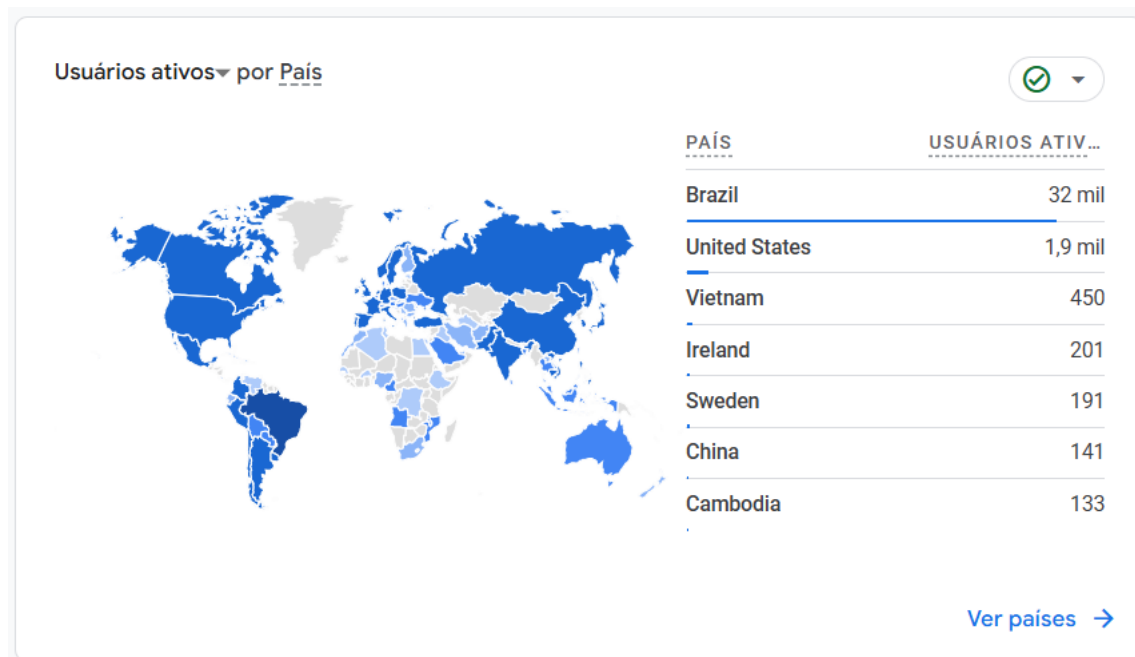 Usuários ativos por País
PAÍS USUÁRIOS ATIV...
Brazil 32 mil
United States 1,9 mil
Vietnam 450
Ireland 201
Sweden 191
China 141
Cambodia 133
Ver países